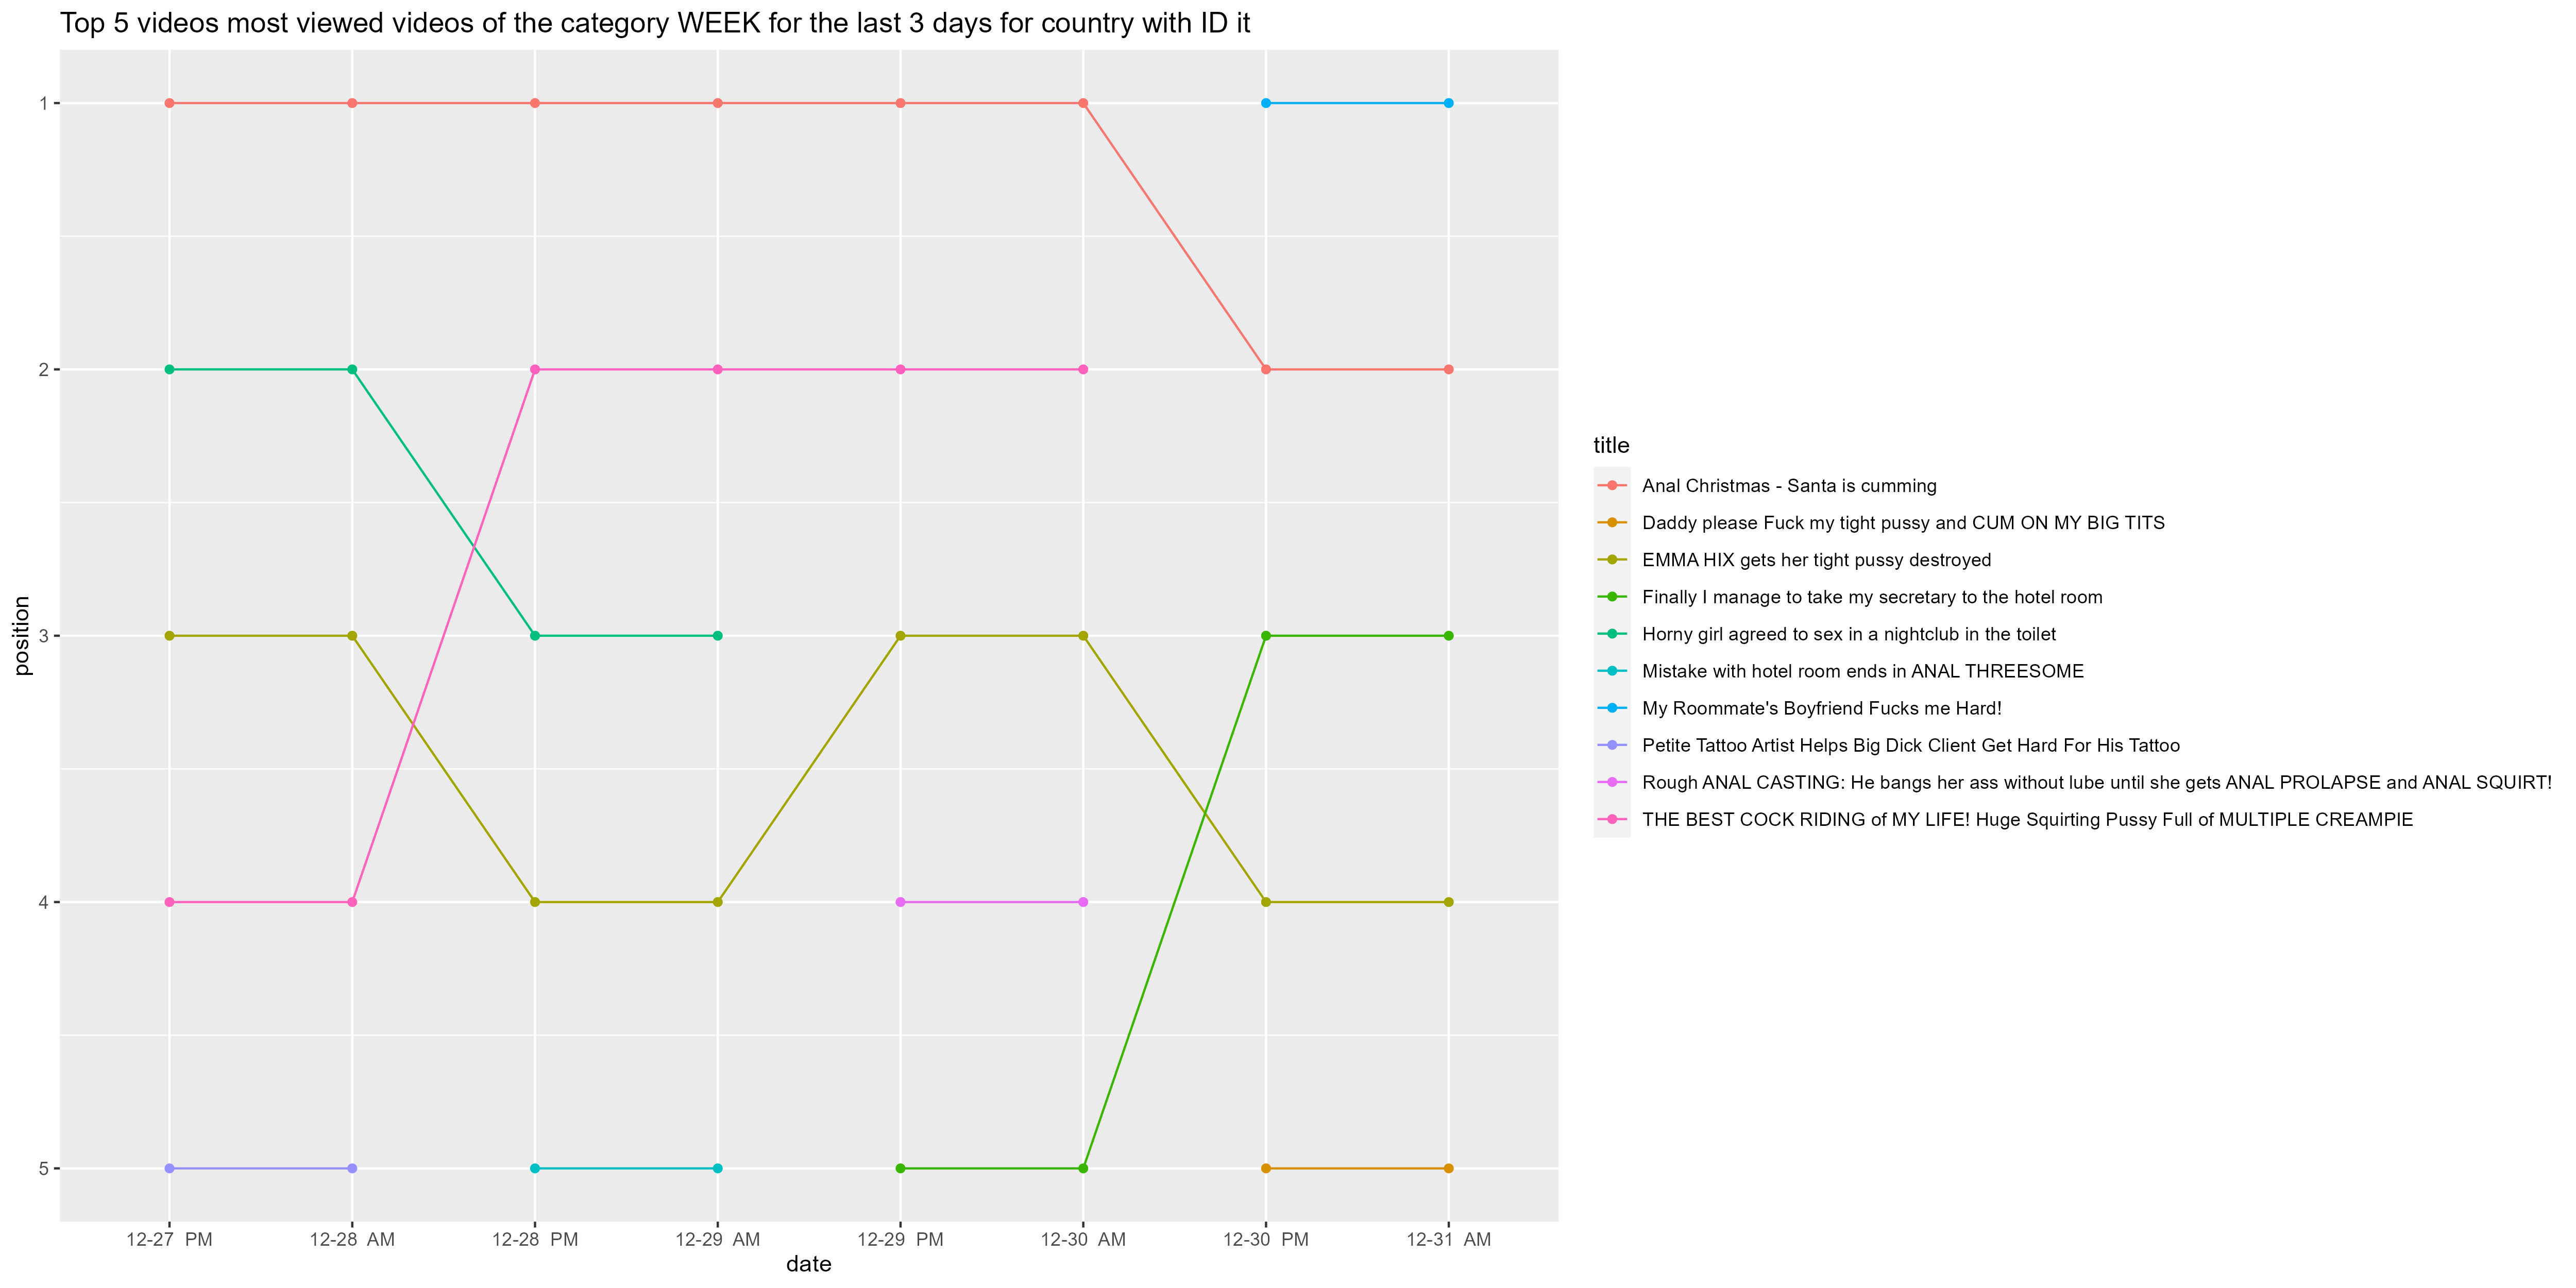 Top 5 videos most viewed videos of the category WEEK for the last 3 days for country with ID it
position
1
2
3
4
5
12-27 PM
12-28 AM
12-28 PM
12-29 AM
12-29 PM
12-30 AM
12-30 PM
12-31 AM
date
title
Anal Christmas - Santa is cumming
Daddy please Fuck my tight pussy and CUM ON MY BIG TITS
EMMA HIX gets her tight pussy destroyed
Finally I manage to take my secretary to the hotel room
Horny girl agreed to sex in a nightclub in the toilet
Mistake with hotel room ends in ANAL THREESOME
My Roommate's Boyfriend Fucks me Hard!
Petite Tattoo Artist Helps Big Dick Client Get Hard For His Tattoo
Rough ANAL CASTING: He bangs her ass without lube until she gets ANAL PROLAPSE and ANAL SQUIRT!
THE BEST COCK RIDING of MY LIFE! Huge Squirting Pussy Full of MULTIPLE CREAMPIE